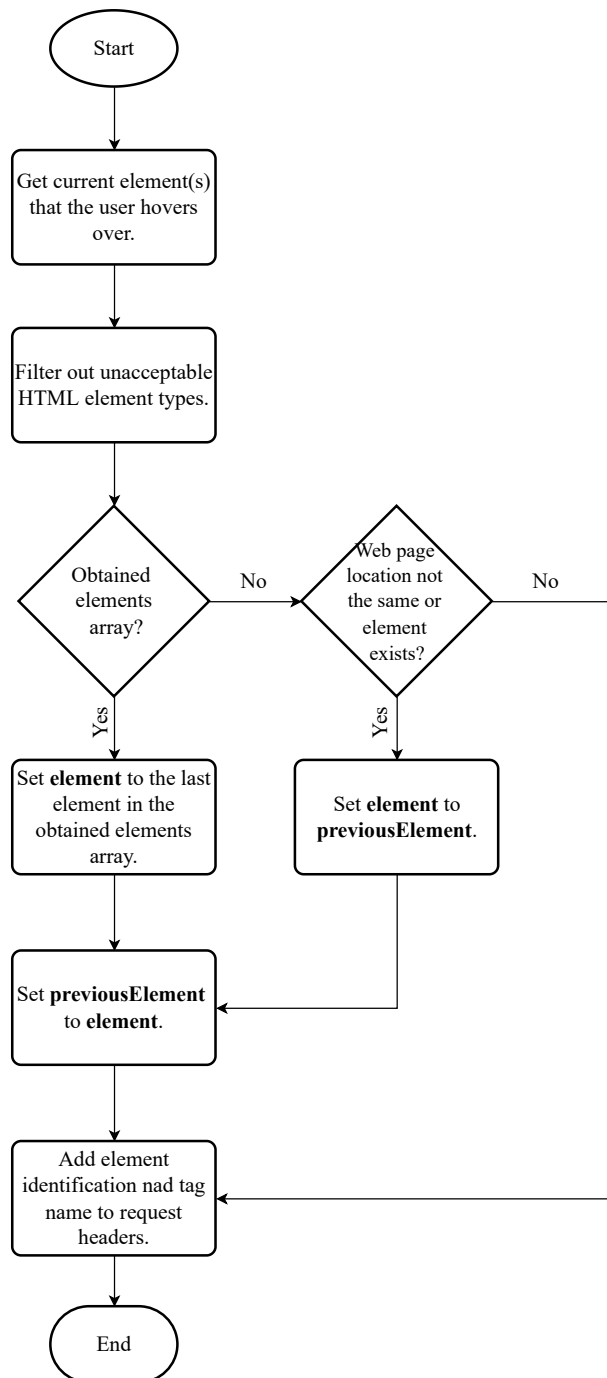 Start
Get current element(s)
that the user hovers
over.
Filter out unacceptable
HTML element types.
Obtained
elements
array?
No
Web page
location not
the same or
element
exists?
No
Yes
Yes
Set element to the last
element in the
obtained elements
array.
Set element to
previousElement.
Set previousElement
to element.
Add element
identification nad tag
name to request
headers.
End